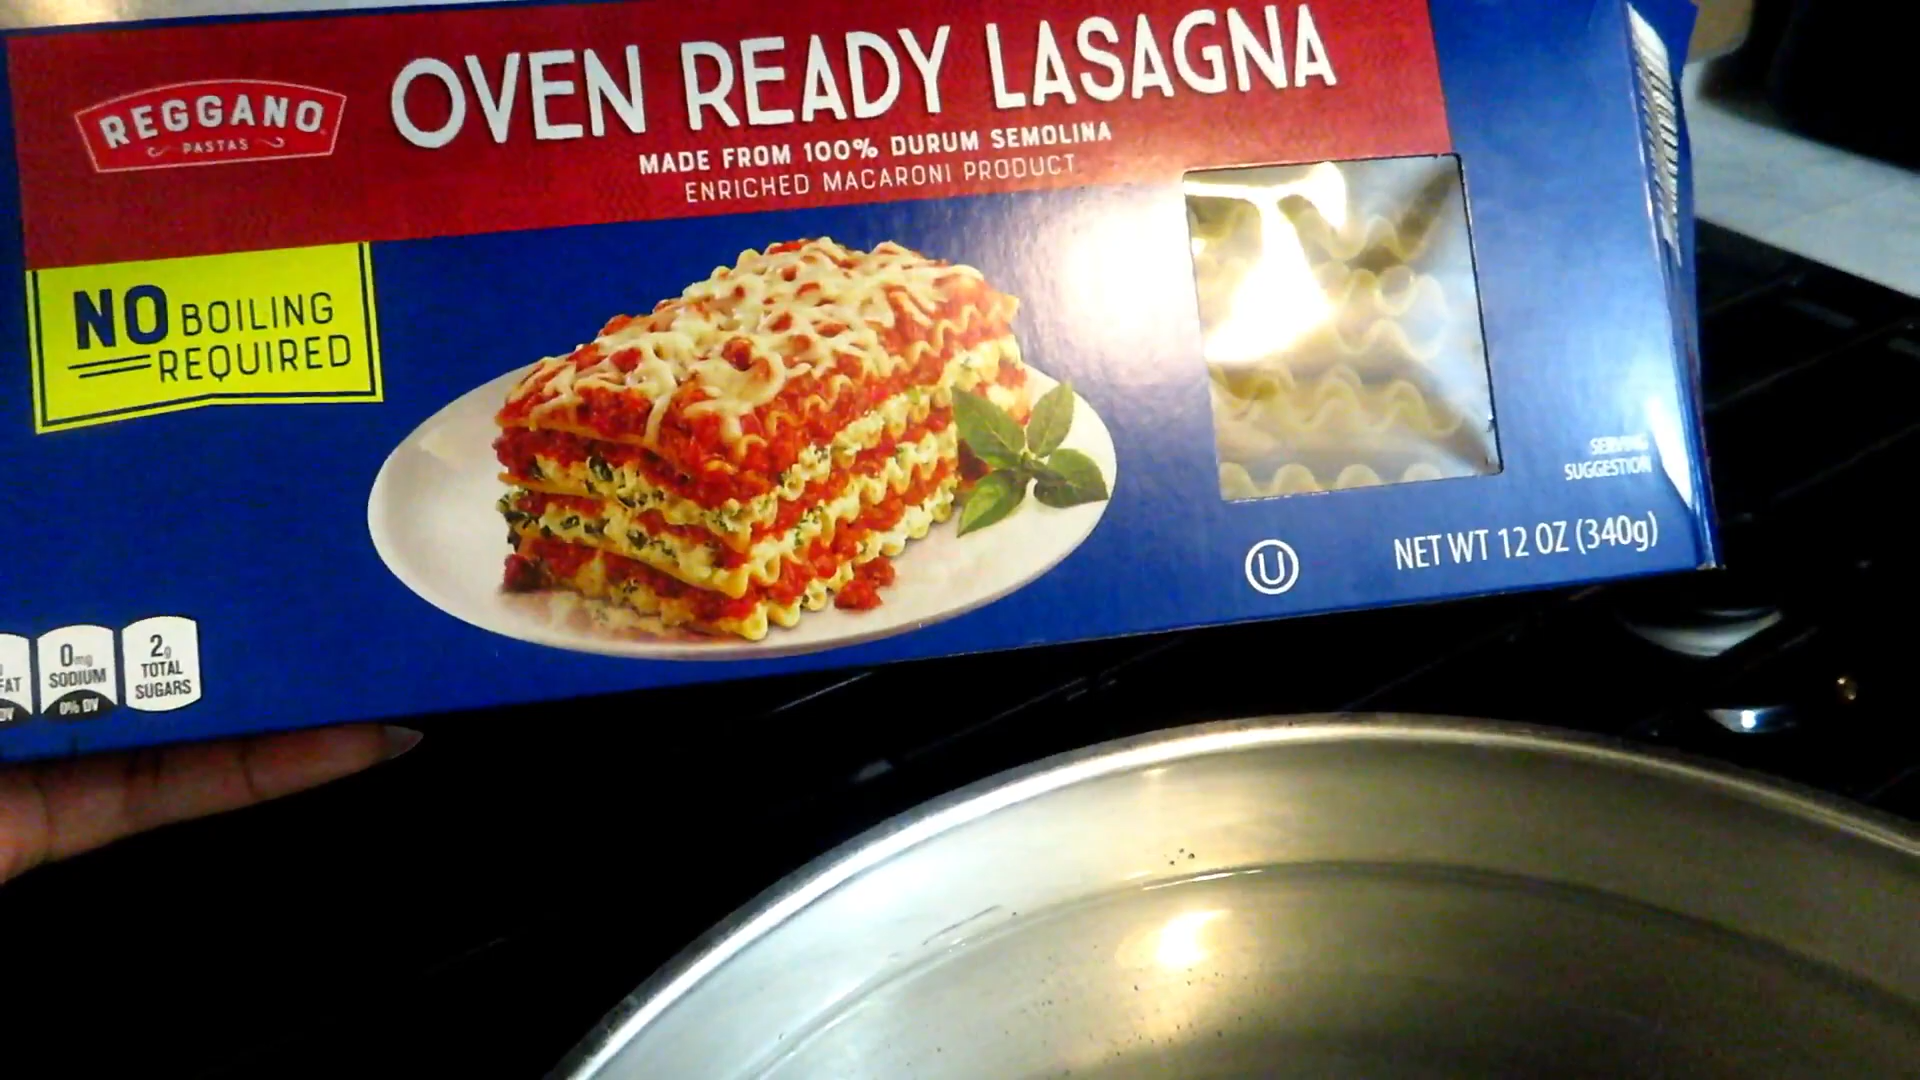 REGGANO
PASTAS
OVEN READY LASAGNA
MADE FROM 100% DURUM SEMOLINA
ENRICHED MACARONI PRODUCT
NO BOILING
REQUIRED
SERVING
SUGGESTION
NET WT 12 OZ (340g)
U
FAT
DV
0mg
SODIUM
0% DV
2g
TOTAL
SUGARS